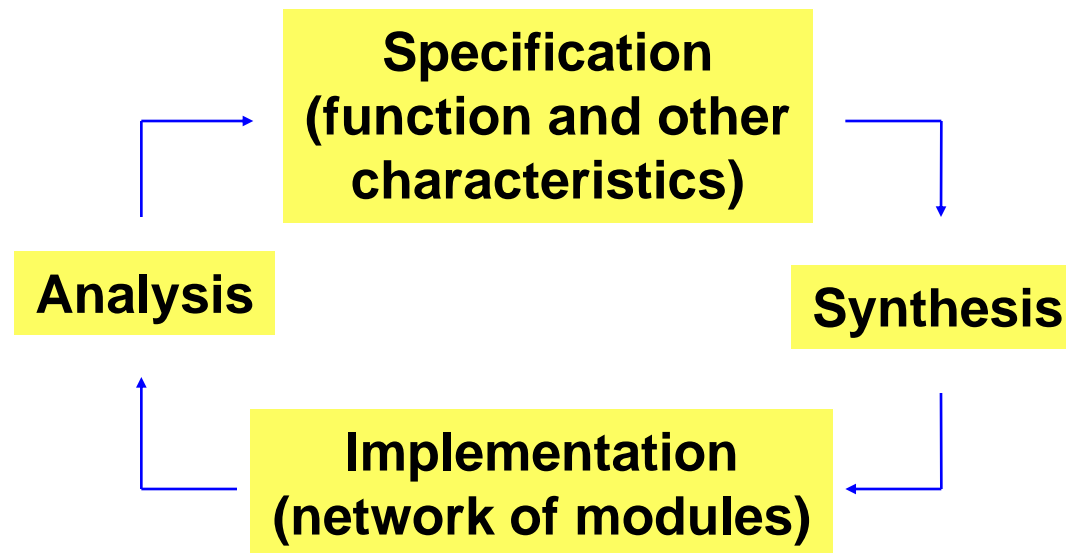 Specification
(function and other
characteristics)
Analysis
Synthesis
Implementation
(network of modules)